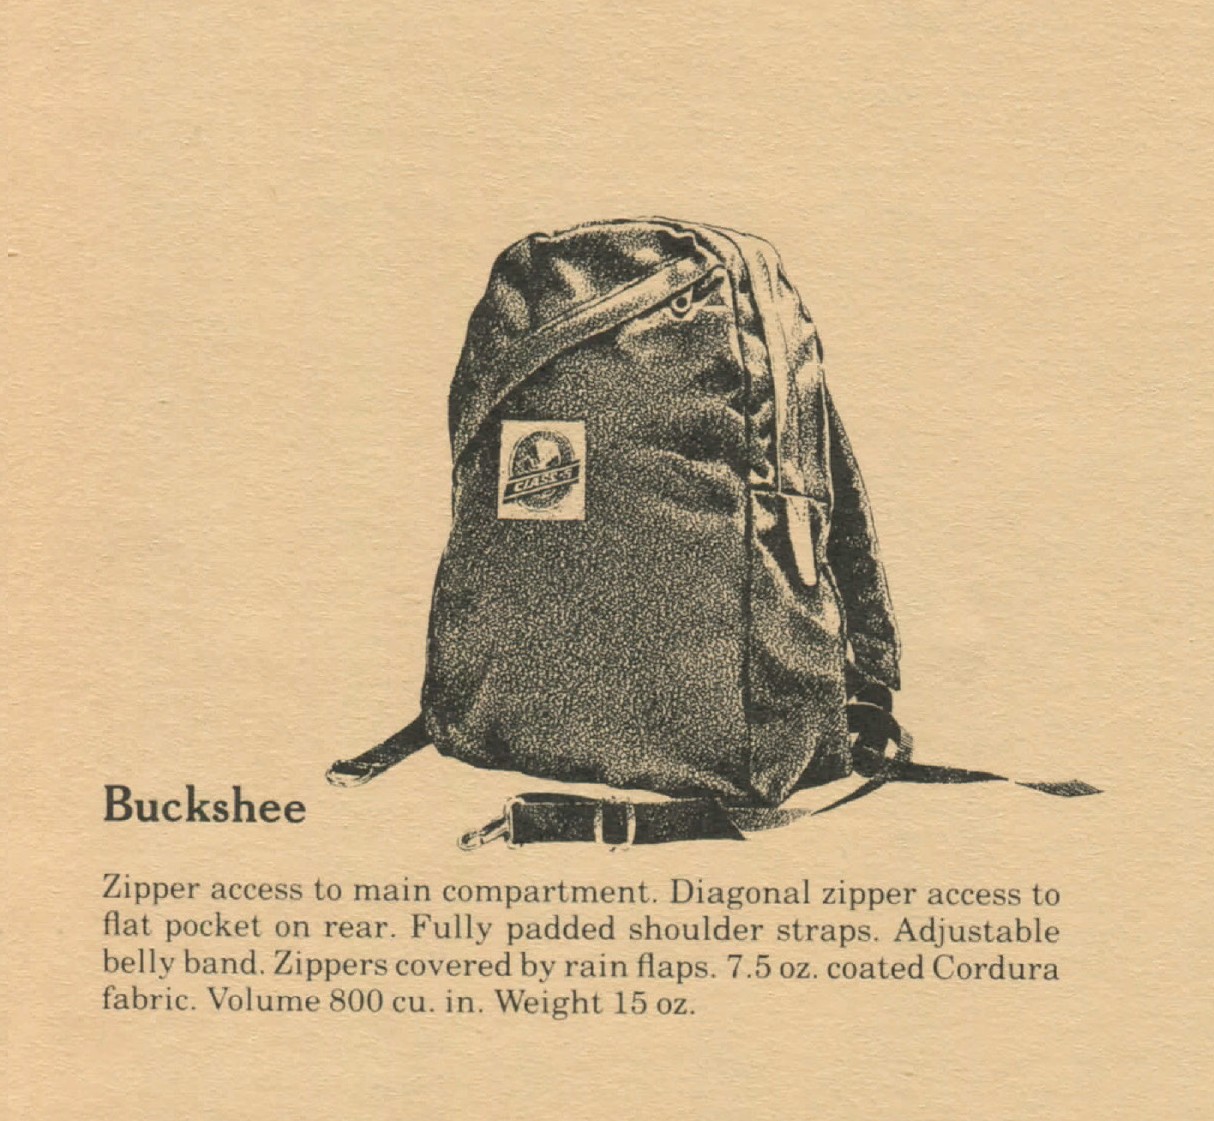 CLASS-5
Buckshee
Zipper access to main compartment. Diagonal zipper access to
flat pocket on rear. Fully padded shoulder straps. Adjustable
belly band. Zippers covered by rain flaps. 7.5 oz. coated Cordura
fabric. Volume 800 cu. in. Weight 15 oz.